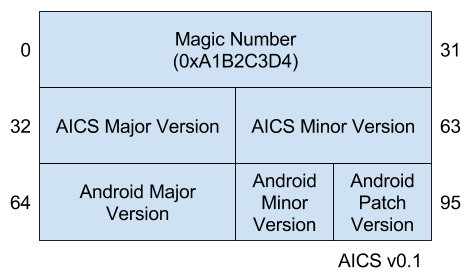 Magic Number
(0xA1B2C3D4)
0
31
32
AICS Major Version
AICS Minor Version
63
64
Android Major
Version
Android
Minor
Version
Android
Patch
Version
95
AICS v0.1